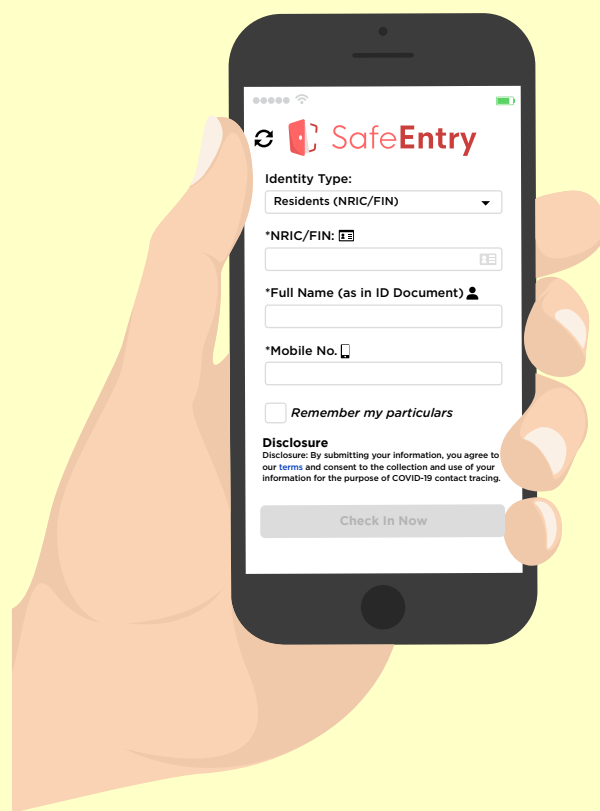 SafeEntry
Identity Type:
Residents (NRIC/FIN)
*NRIC/FIN:
*Full Name (as in ID Document)
*Mobile No.
Remember my particulars
Disclosure
Disclosure: By submitting your information, you agree to
our terms and consent to the collection and use of your
information for the purpose of COVID-19 contact tracing.
Check In Now